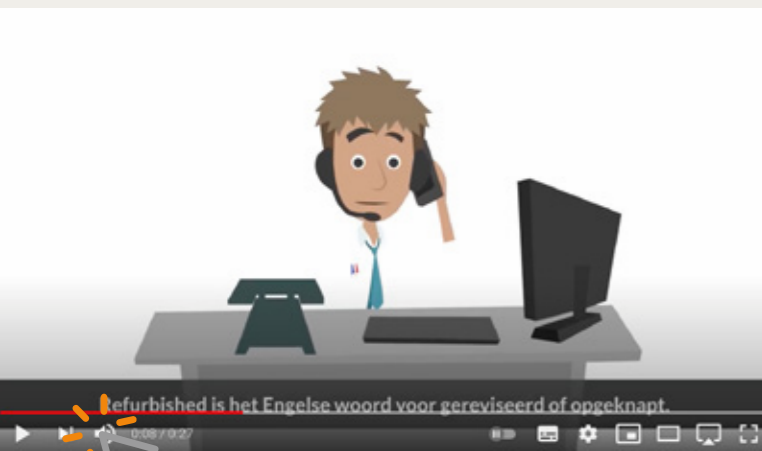 Refurbished is het Engelse woord voor gereviseerd of opgeknapt.
0:08 / 0:27